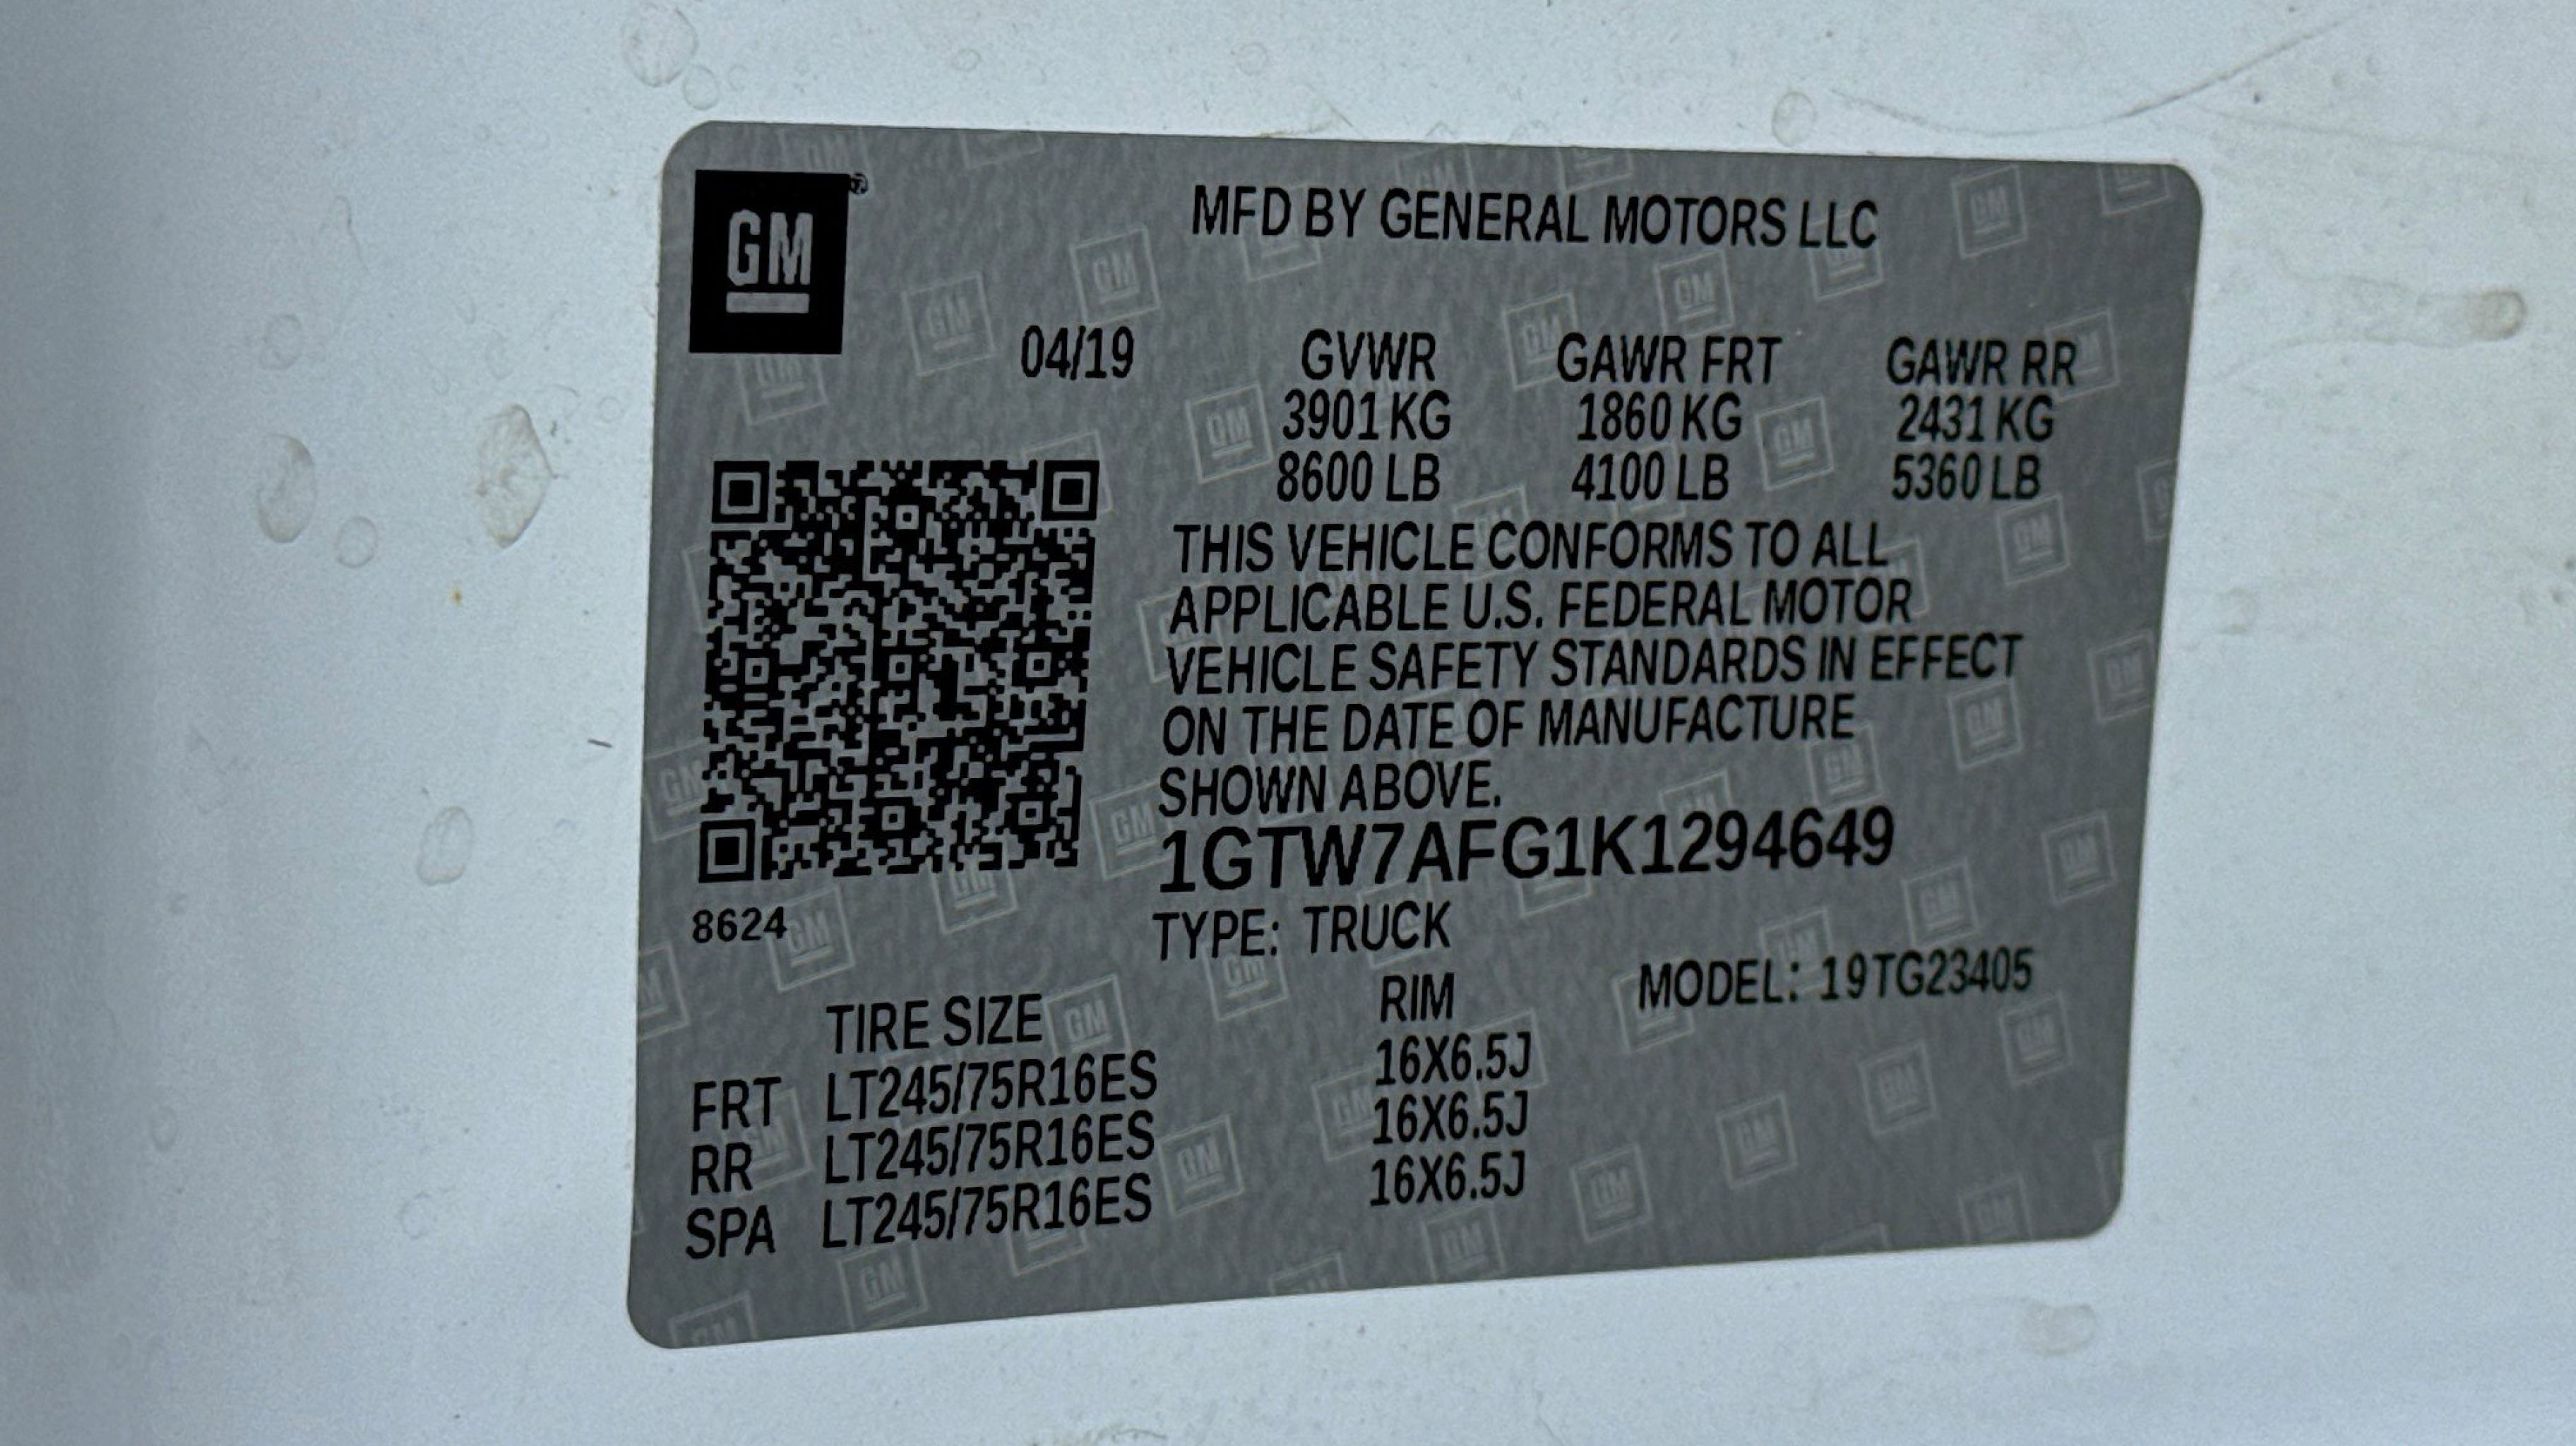 GM
MFD BY GENERAL MOTORS LLC
04/19 GVWR GAWR FRT GAWR RR
3901 KG 1860 KG 2431 KG
8600 LB 4100 LB 5360 LB
THIS VEHICLE CONFORMS TO ALL
APPLICABLE U.S. FEDERAL MOTOR
VEHICLE SAFETY STANDARDS IN EFFECT
ON THE DATE OF MANUFACTURE
SHOWN ABOVE.
1GTW7AFG1K1294649
8624
TYPE: TRUCK
MODEL: 19TG23405
TIRE SIZE RIM
FRT LT245/75R16ES 16X6.5J
RR LT245/75R16ES 16X6.5J
SPA LT245/75R16ES 16X6.5J